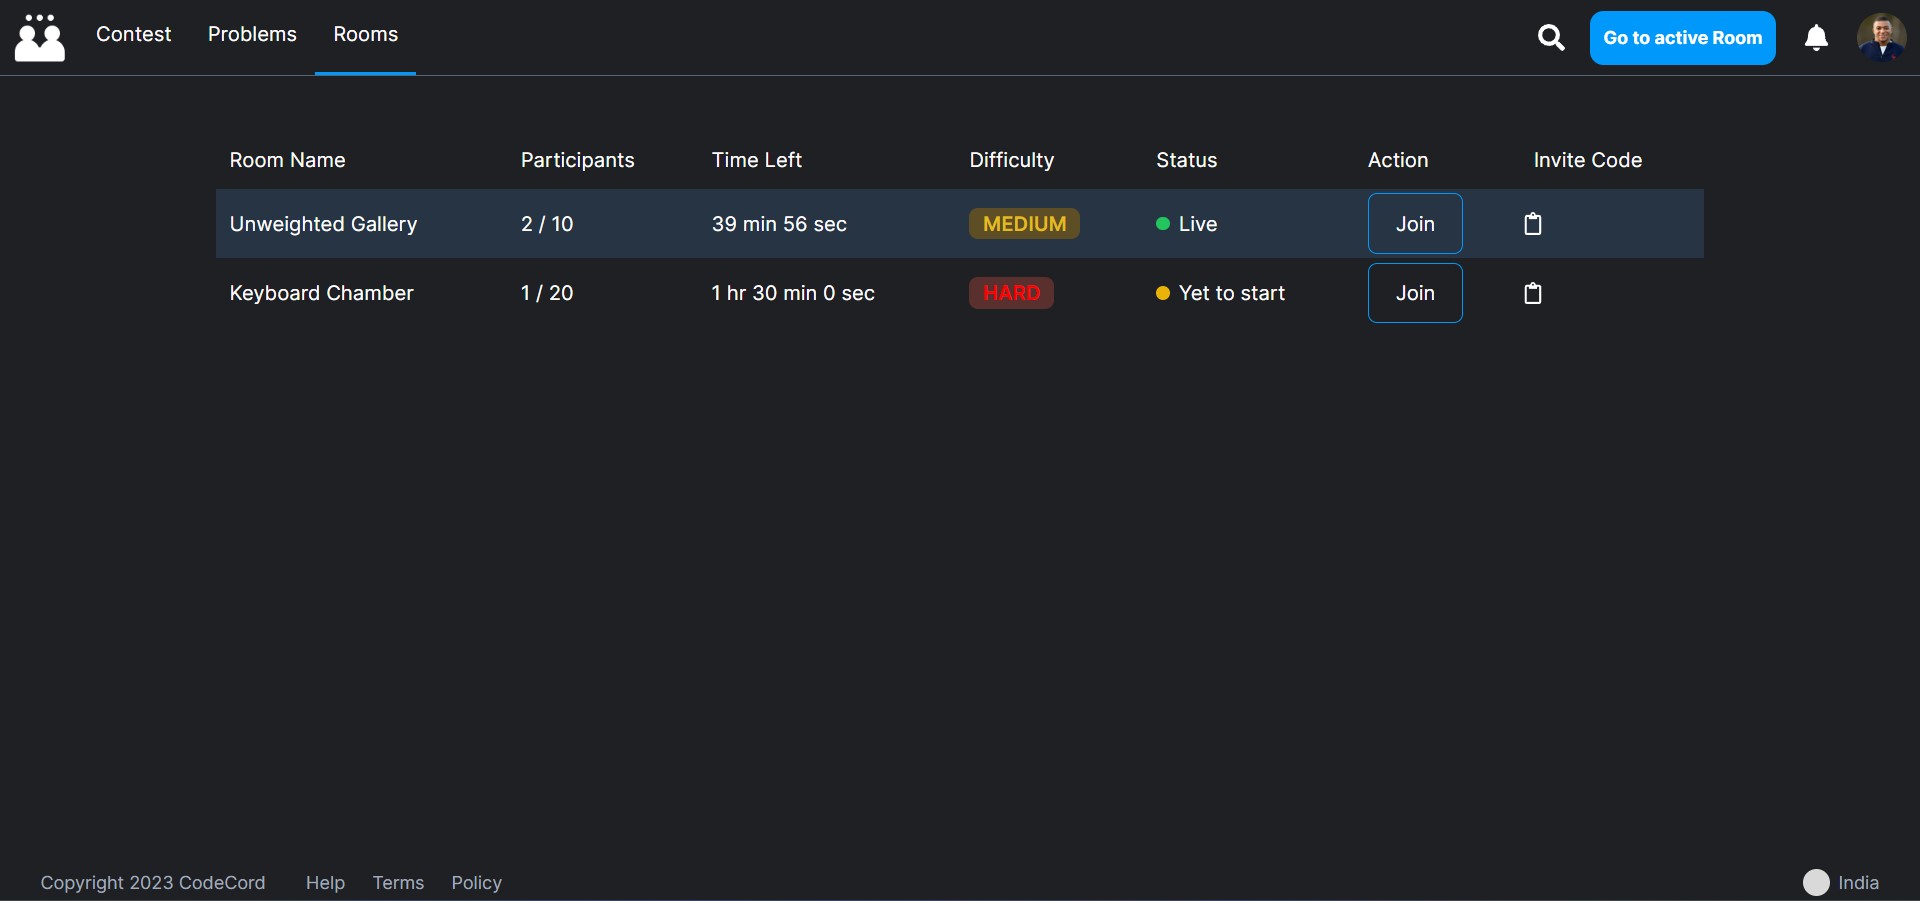 Contest Problems Rooms Go to active Room
Room Name Participants Time Left Difficulty Status Action Invite Code
Unweighted Gallery 2 / 10 39 min 56 sec MEDIUM Live Join
Keyboard Chamber 1 / 20 1 hr 30 min 0 sec HARD Yet to start Join
Copyright 2023 CodeCord Help Terms Policy India